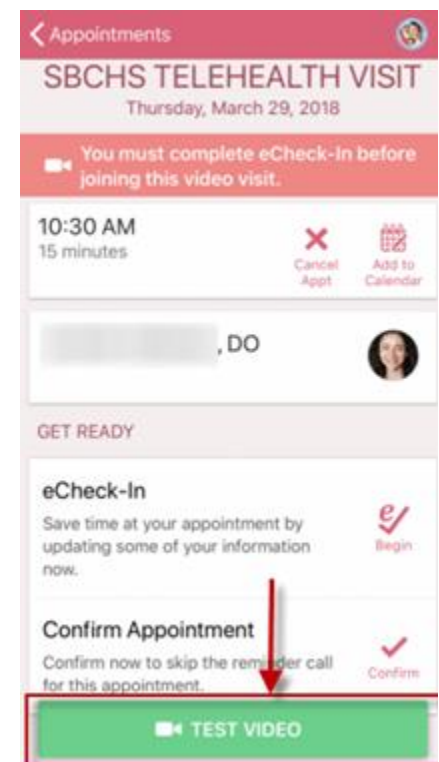 Appointments
SBCHS TELEHEALTH VISIT
Thursday, March 29, 2018
You must complete eCheck-In before
joining this video visit.
10:30 AM
15 minutes
Cancel
Appt
Add to
Calendar
, DO
GET READY
eCheck-In
Save time at your appointment by
updating some of your information
now.
Begin
Confirm Appointment
Confirm now to skip the reminder call
for this appointment.
Confirm
TEST VIDEO